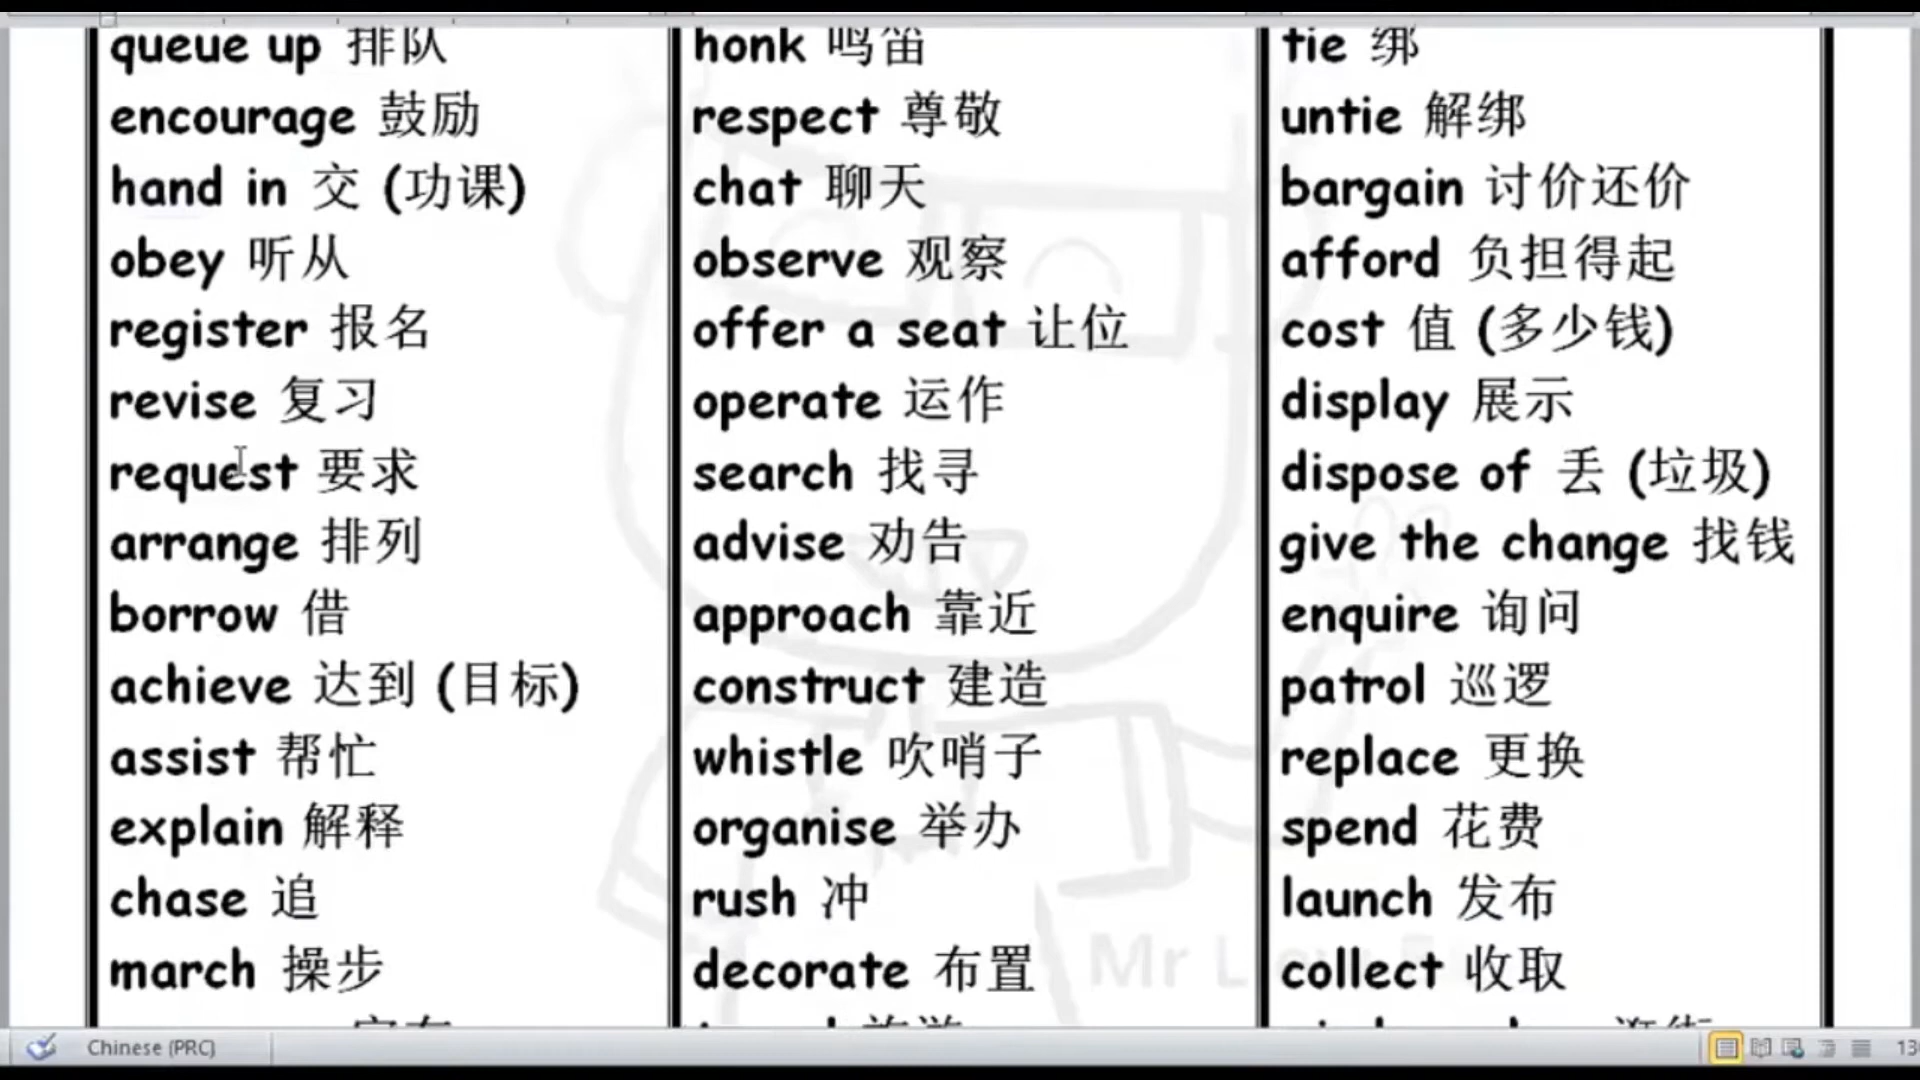 queue up 排队
encourage 鼓励
hand in 交 (功课)
obey 听从
register 报名
revise 复习
request 要求
arrange 排列
borrow 借
achieve 达到 (目标)
assist 帮忙
explain 解释
chase 追
march 操步
honk 鸣笛
respect 尊敬
chat 聊天
observe 观察
offer a seat 让位
operate 运作
search 找寻
advise 劝告
approach 靠近
construct 建造
whistle 吹哨子
organise 举办
rush 冲
decorate 布置
tie 绑
untie 解绑
bargain 讨价还价
afford 负担得起
cost 值 (多少钱)
display 展示
dispose of 丢 (垃圾)
give the change 找钱
enquire 询问
patrol 巡逻
replace 更换
spend 花费
launch 发布
collect 收取
Mr
Chinese (PRC)